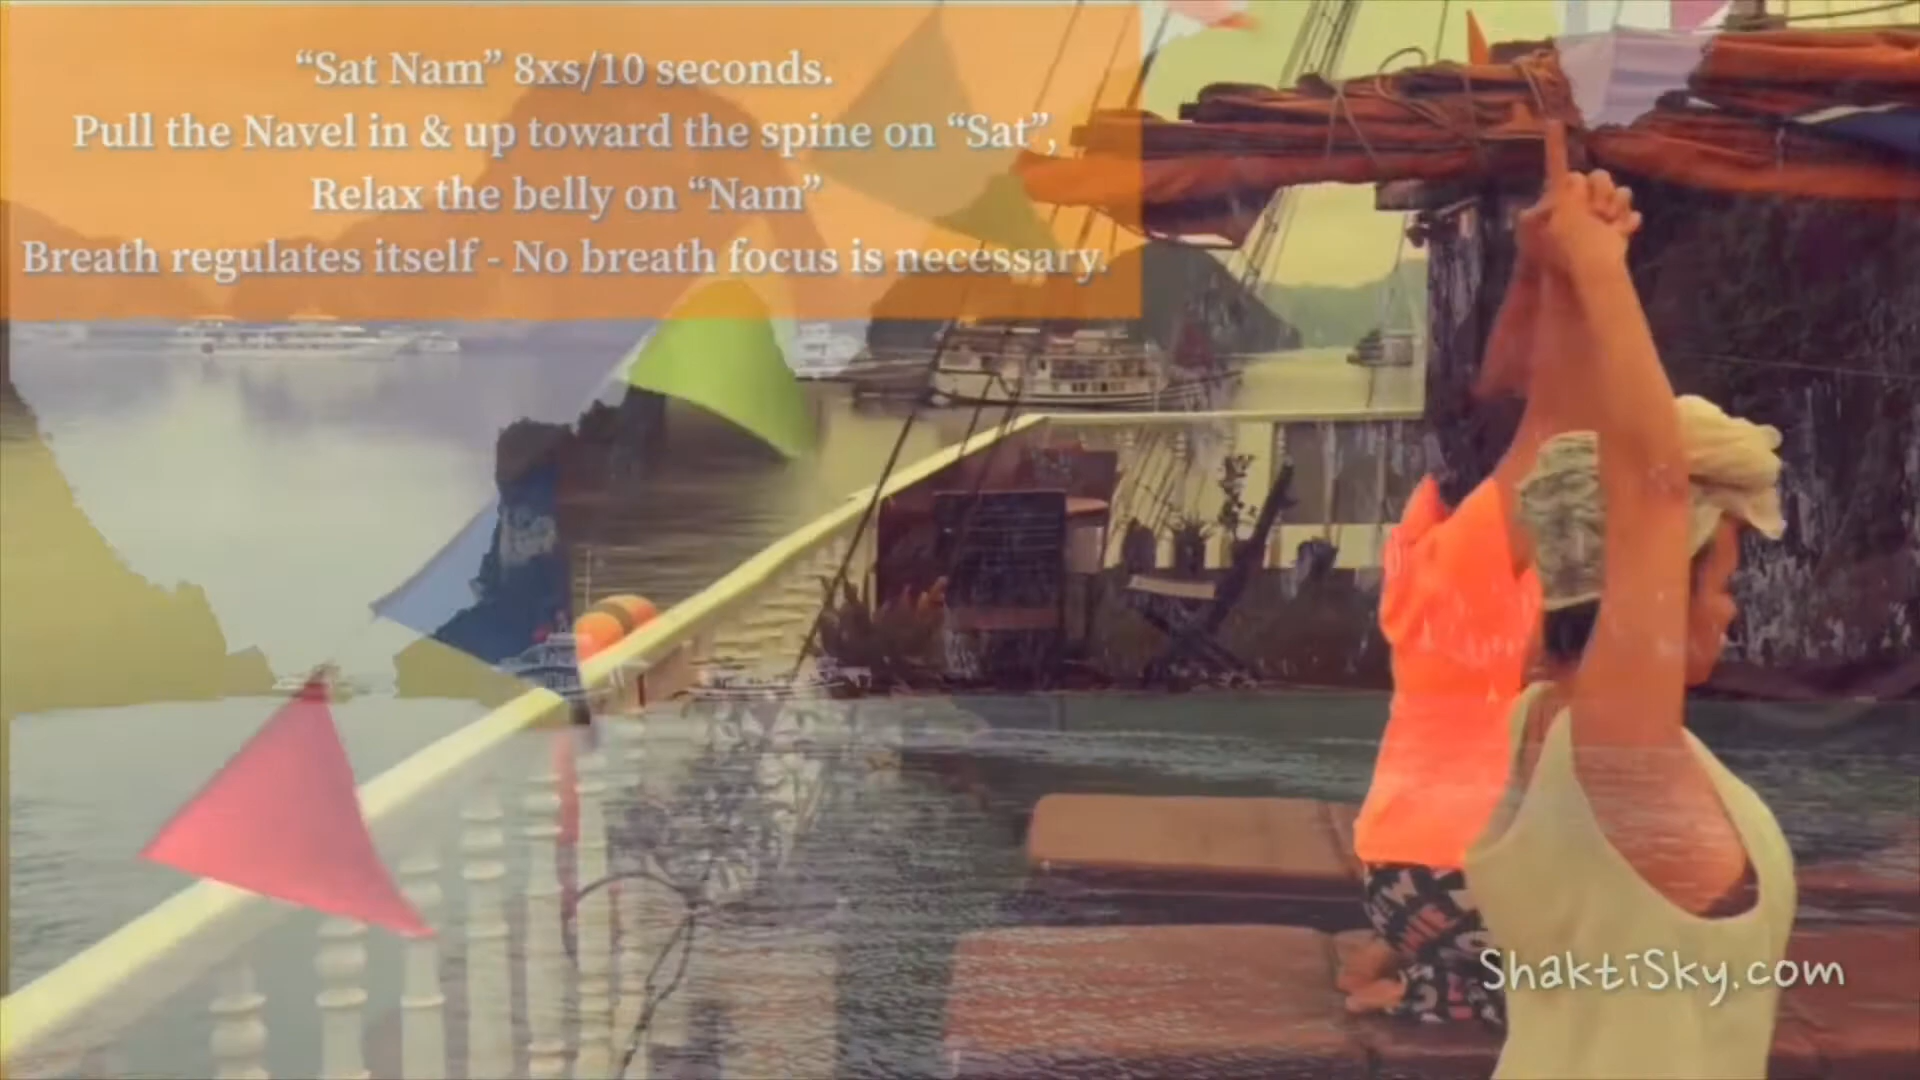 “Sat Nam” 8xs/10 seconds.
Pull the Navel in & up toward the spine on “Sat”,
Relax the belly on “Nam”
Breath regulates itself - No breath focus is necessary.
ShaktiSky.com